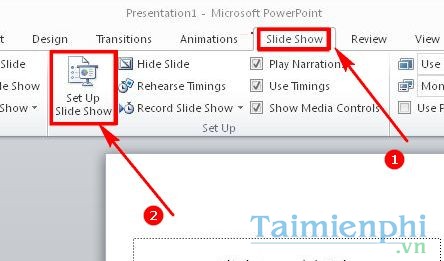 Presentation1 - Microsoft PowerPoint
Design Transitions Animations Slide Show Review View
Slide Hide Slide Play Narrations Use
Set Up Slide Show Rehearse Timings Use Timings Mon
Show Record Slide Show Show Media Controls Use P
Set Up
1
2
Taimienphi
.vn